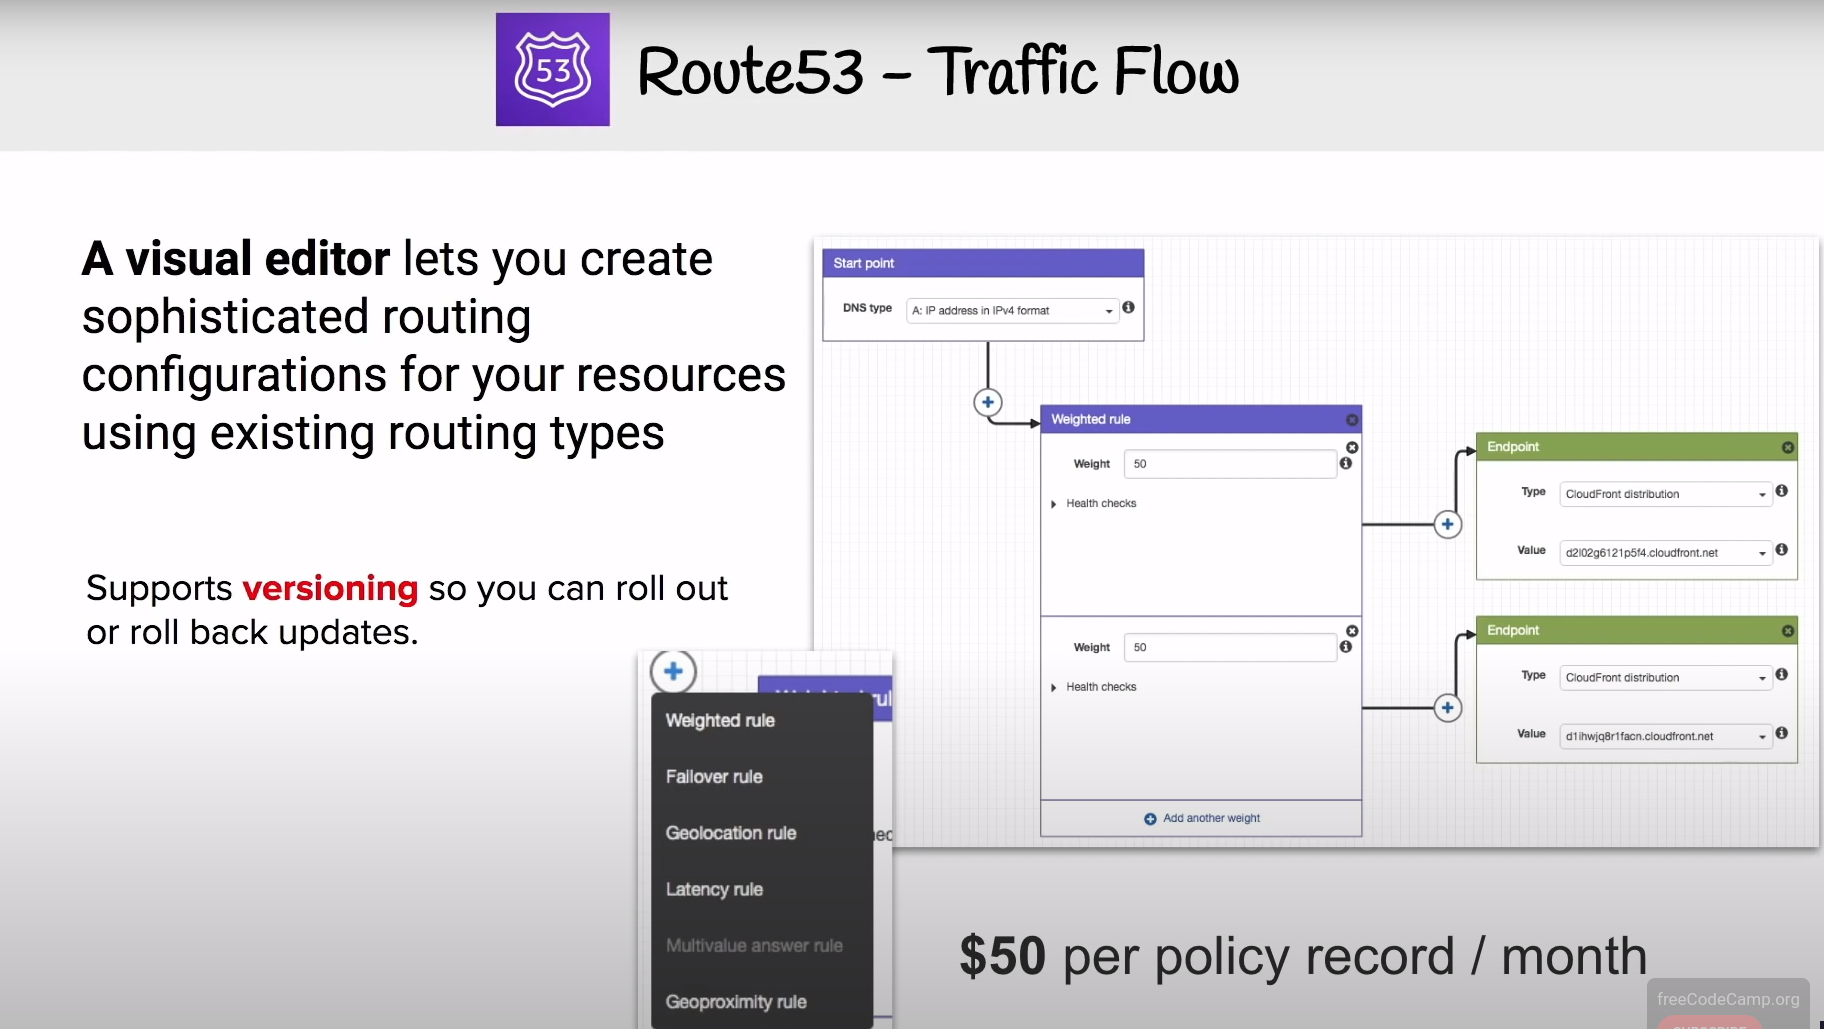 53
Route53 - Traffic Flow
A visual editor lets you create
sophisticated routing
configurations for your resources
using existing routing types
Supports versioning so you can roll out
or roll back updates.
Start point
DNS type A: IP address in IPv4 format
Weighted rule
Weight 50
Health checks
Weight 50
Health checks
Add another weight
Endpoint
Type CloudFront distribution
Value d2l02g6121p5f4.cloudfront.net
Endpoint
Type CloudFront distribution
Value d1ihwjq8r1facn.cloudfront.net
Weighted rule
Failover rule
Geolocation rule
Latency rule
Multivalue answer rule
Geoproximity rule
$50 per policy record / month
freeCodeCamp.org